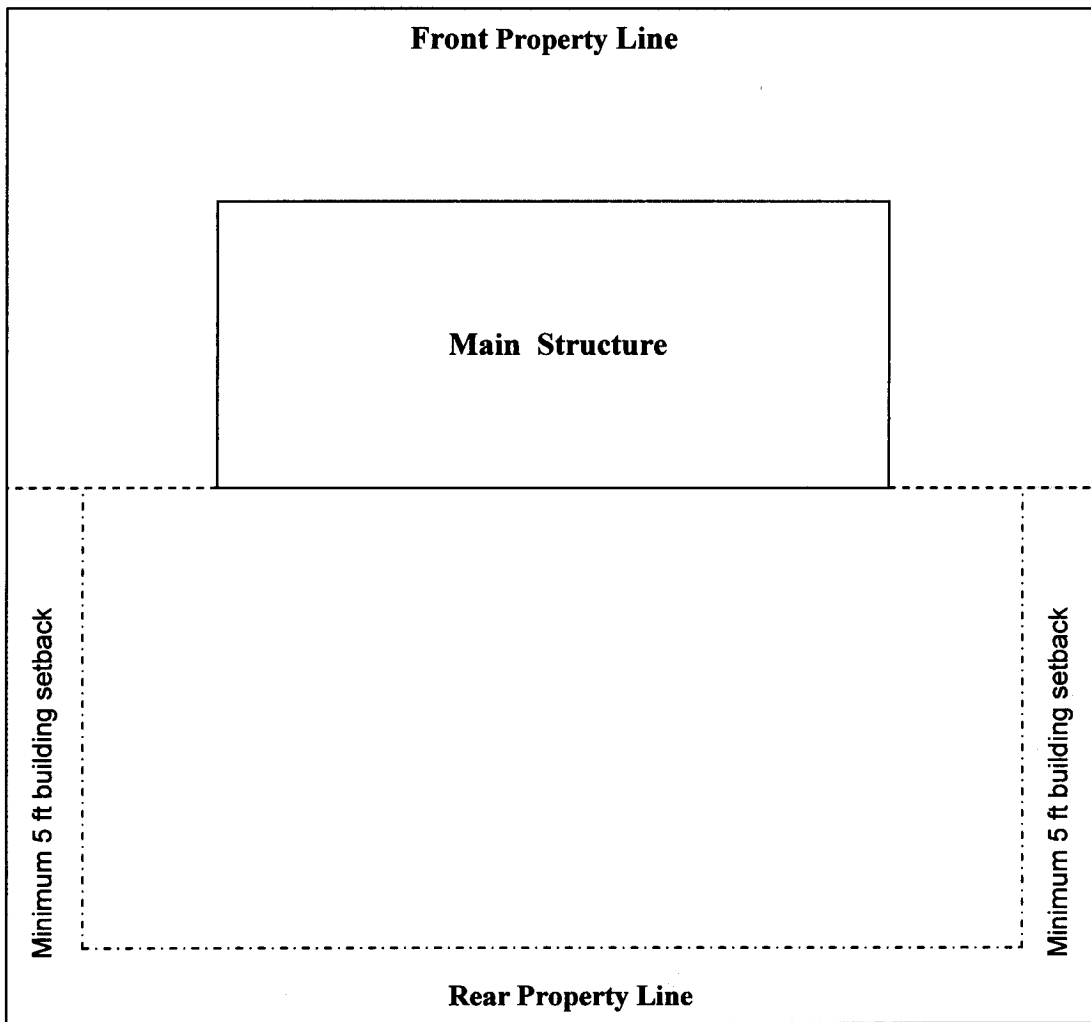 Front Property Line
Main Structure
Minimum 5 ft building setback
Minimum 5 ft building setback
Rear Property Line